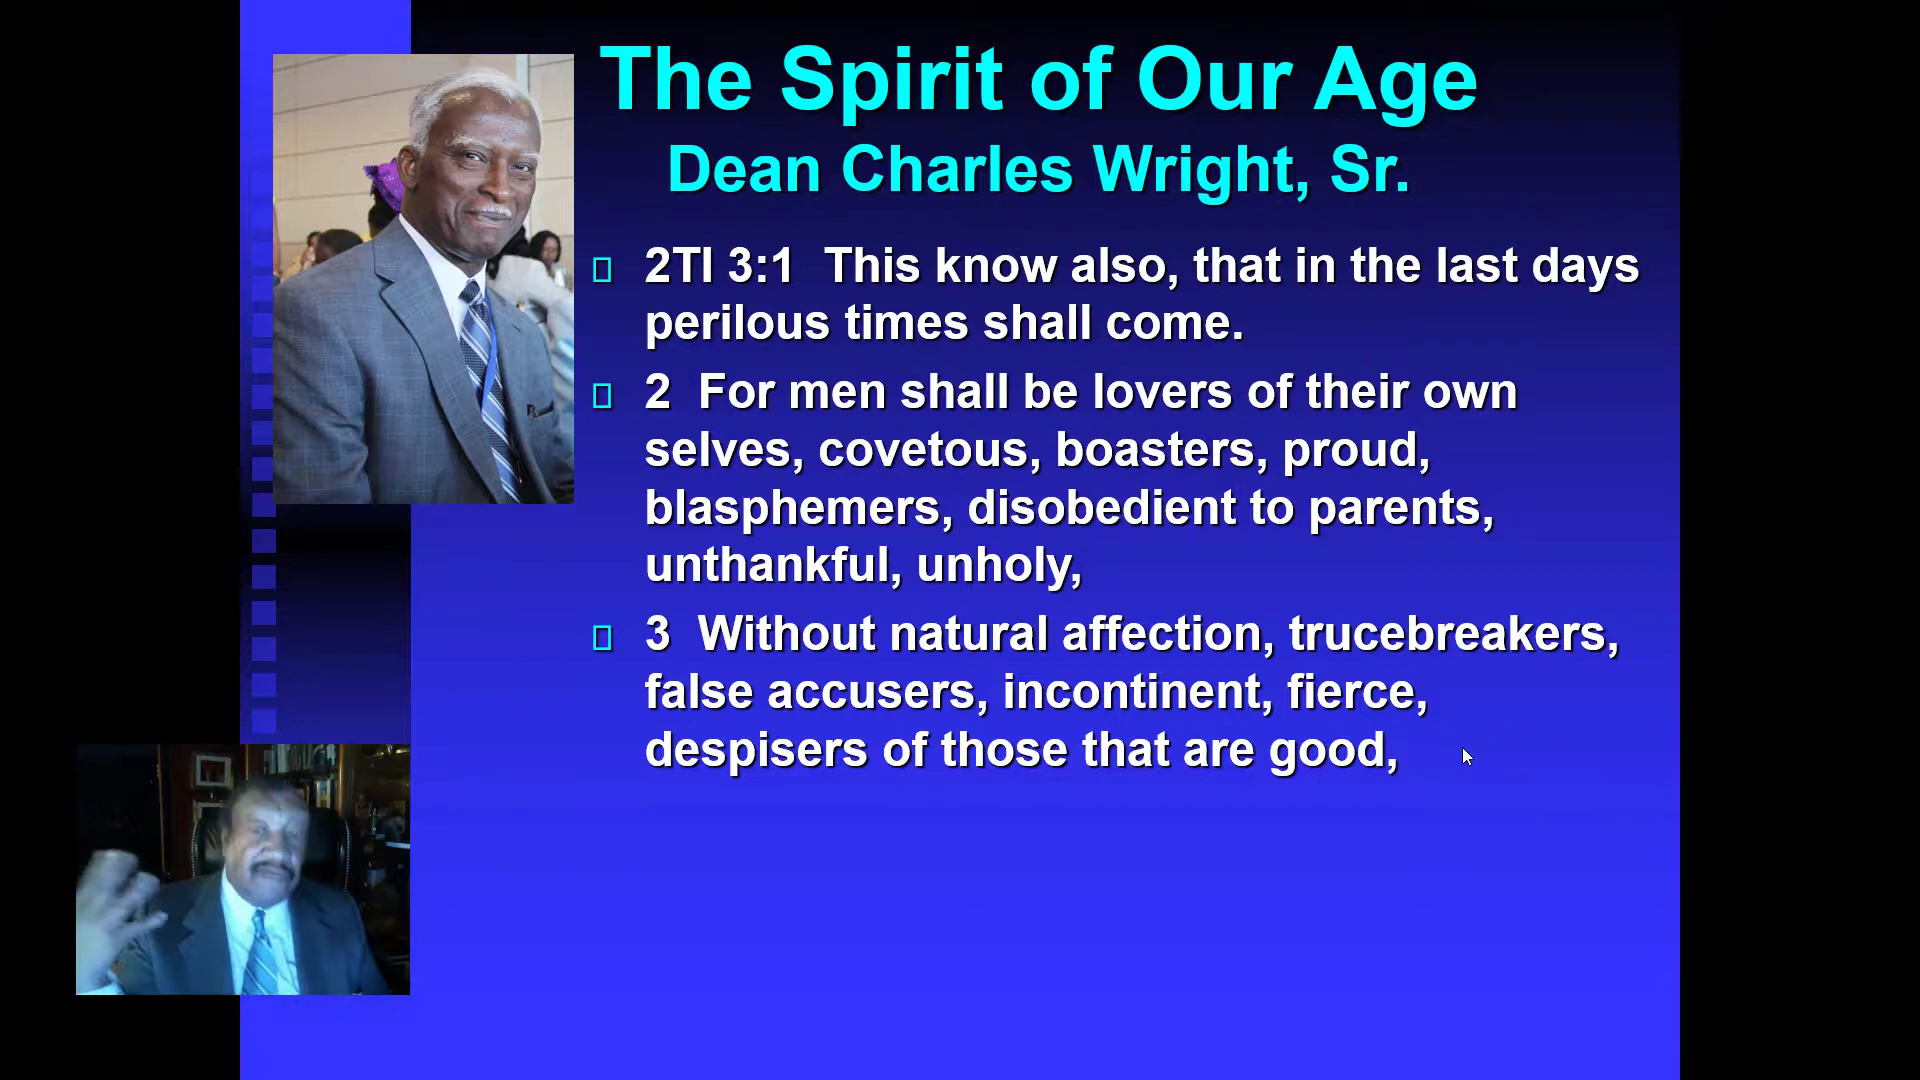 The Spirit of Our Age
Dean Charles Wright, Sr.
2TI 3:1  This know also, that in the last days
perilous times shall come.
2  For men shall be lovers of their own
selves, covetous, boasters, proud,
blasphemers, disobedient to parents,
unthankful, unholy,
3  Without natural affection, trucebreakers,
false accusers, incontinent, fierce,
despisers of those that are good,